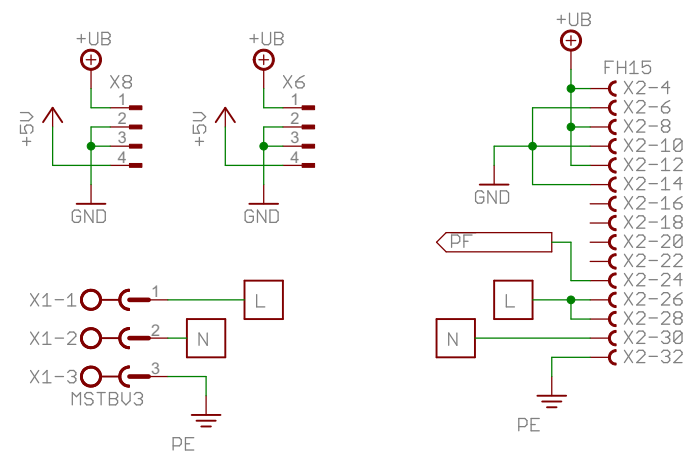 +UB
X8
1
2
3
4
+5V
GND
+UB
X6
1
2
3
4
+5V
GND
X1-1
1
L
X1-2
2
N
X1-3
3
MSTBV3
PE
+UB
FH15
X2-4
X2-6
X2-8
X2-10
X2-12
X2-14
GND
X2-16
X2-18
PF
X2-20
X2-22
X2-24
L
X2-26
X2-28
N
X2-30
X2-32
PE